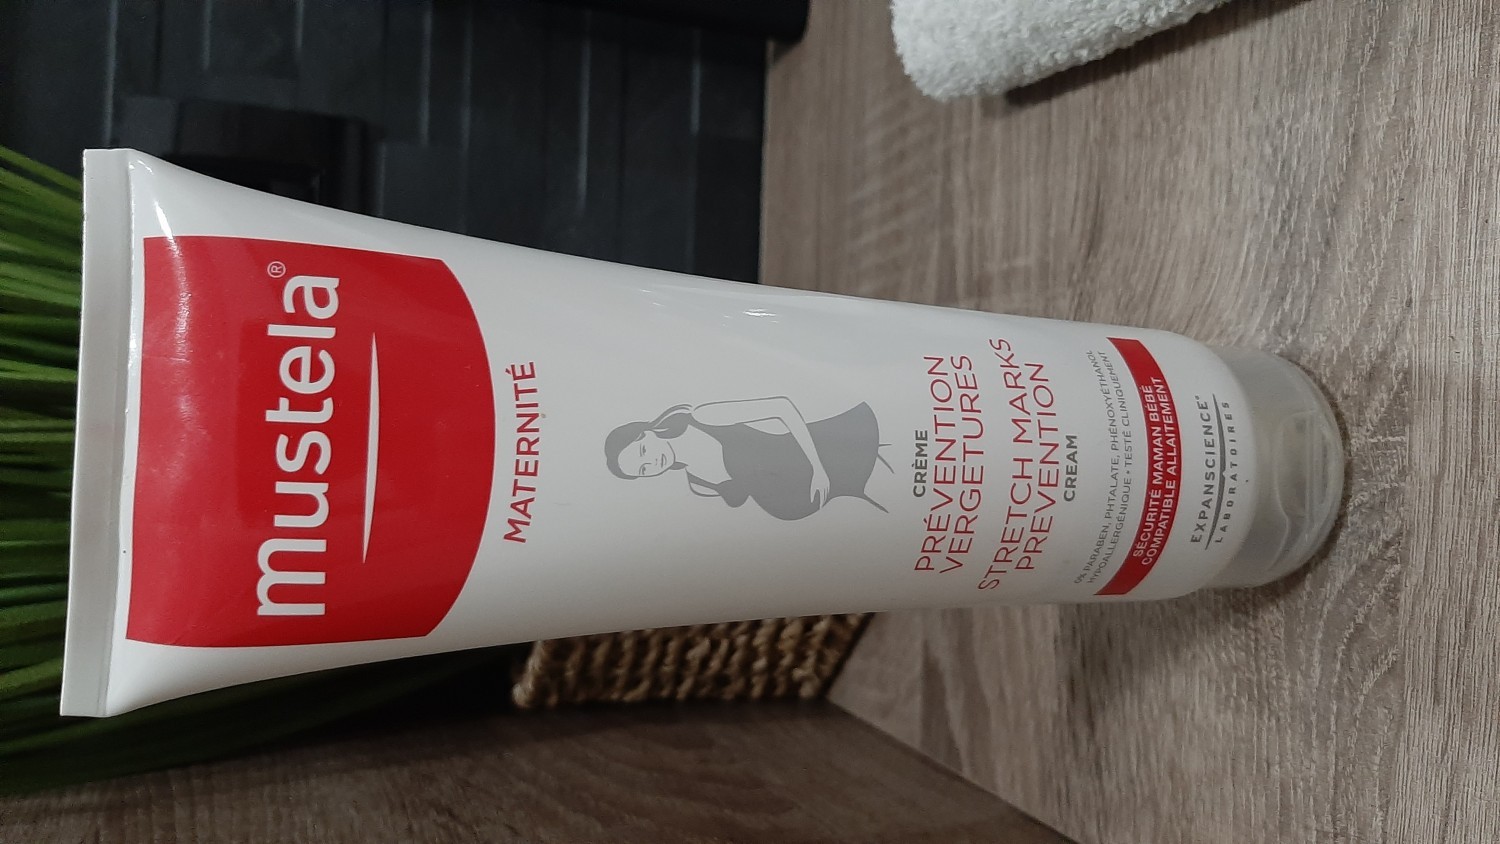 mustela®
MATERNITÉ
CRÈME
PRÉVENTION
VERGETURES
STRETCH MARKS
PREVENTION
CREAM
0% PARABEN, PHTALATE, PHÉNOXYÉTHANOL
HYPOALLERGÉNIQUE • TESTÉ CLINIQUEMENT
SÉCURITÉ MAMAN BÉBÉ
COMPATIBLE ALLAITEMENT
EXPANSCIENCE®
LABORATOIRES